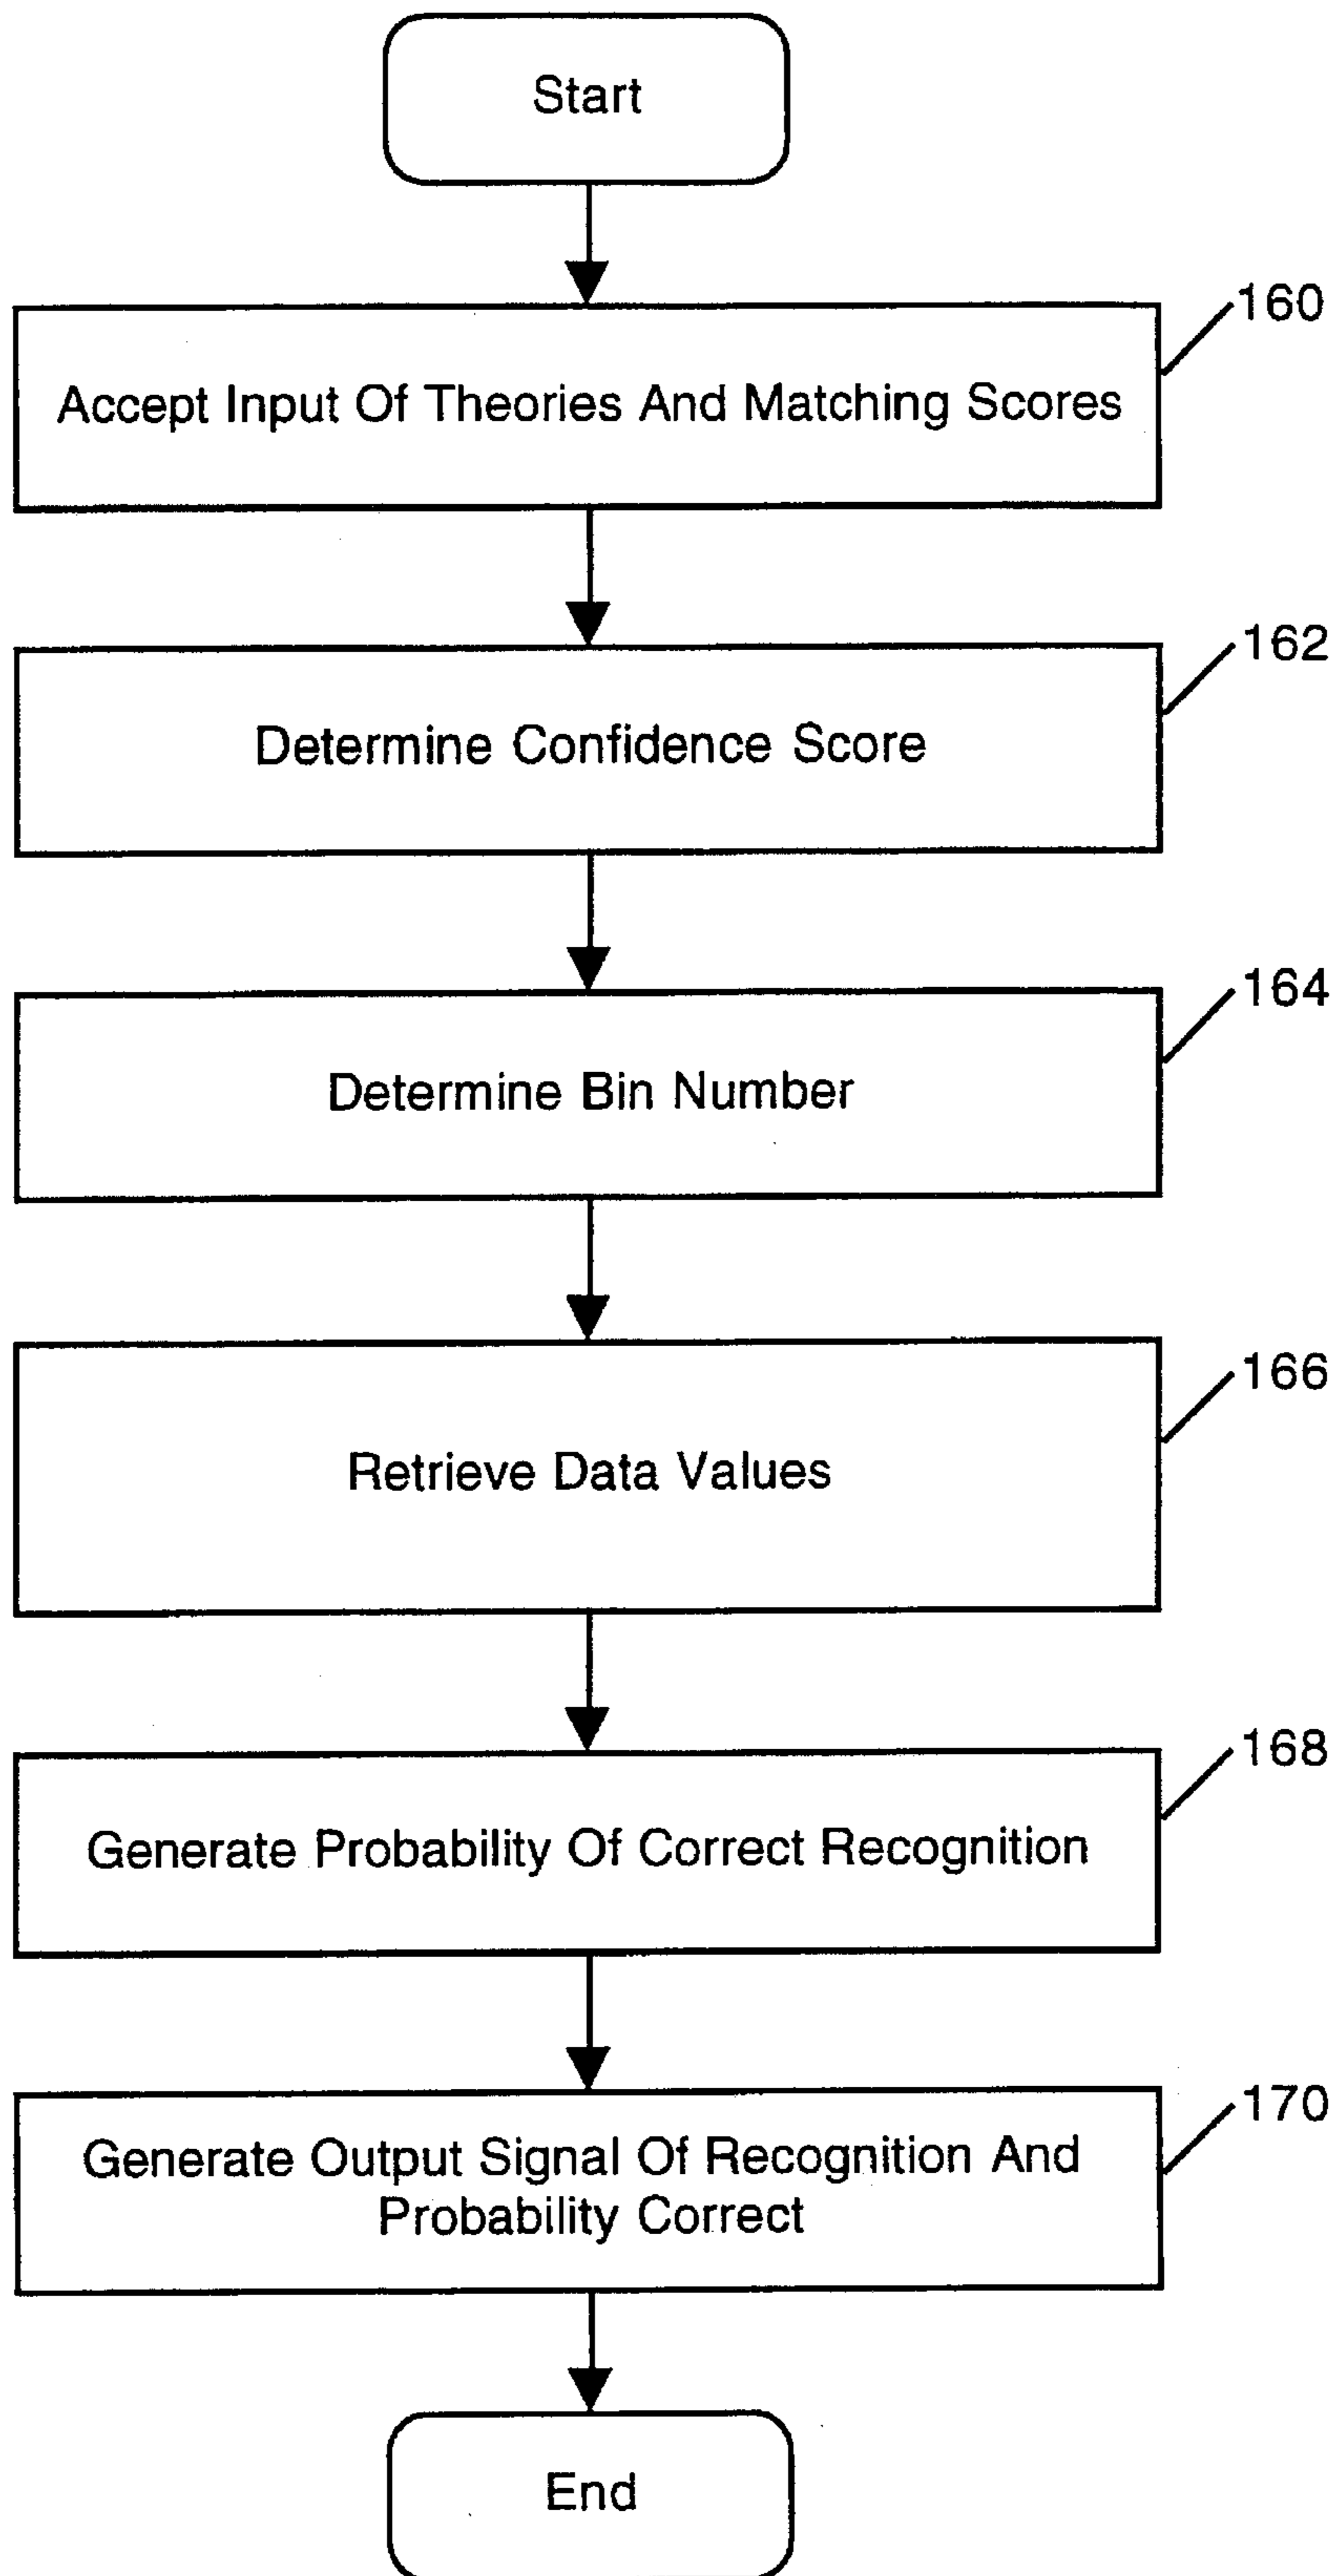 Start
160
Accept Input Of Theories And Matching Scores
162
Determine Confidence Score
164
Determine Bin Number
166
Retrieve Data Values
168
Generate Probability Of Correct Recognition
170
Generate Output Signal Of Recognition And
Probability Correct
End